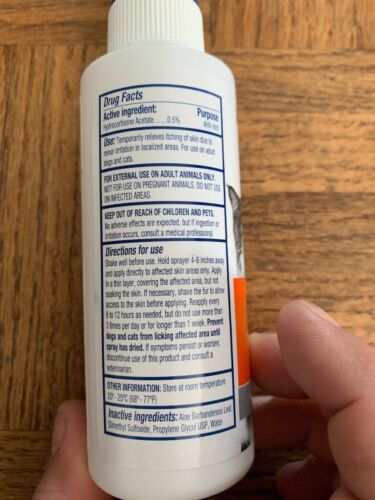 Drug Facts
Active ingredient: Purpose
Hydrocortisone Acetate ......0.5% Anti-itch
Use: Temporarily relieves itching of skin due to
minor irritation in localized areas. For use on adult
dogs and cats.
FOR EXTERNAL USE ON ADULT ANIMALS ONLY.
NOT FOR USE ON PREGNANT ANIMALS. DO NOT USE
ON INFECTED AREAS.
KEEP OUT OF REACH OF CHILDREN AND PETS.
No adverse effects are expected, but if ingestion or
irritation occurs, consult a medical professional.
Directions for use
Shake well before use. Hold sprayer 4-6 inches away
and apply directly to affected skin areas only. Apply
in a thin layer, covering the affected area, but not
soaking the skin. If necessary, shave the fur to allow
access to the skin before applying. Reapply every
8 to 12 hours as needed, but do not use more than
3 times per day or for longer than 1 week. Prevent
dogs and cats from licking affected area until
spray has dried. If symptoms persist or worsen,
discontinue use of this product and consult a
veterinarian.
OTHER INFORMATION: Store at room temperature
20° - 25°C (68° - 77°F)
Inactive ingredients: Aloe Barbandensis Leaf,
Dimethyl Sulfoxide, Propylene Glycol USP, Water